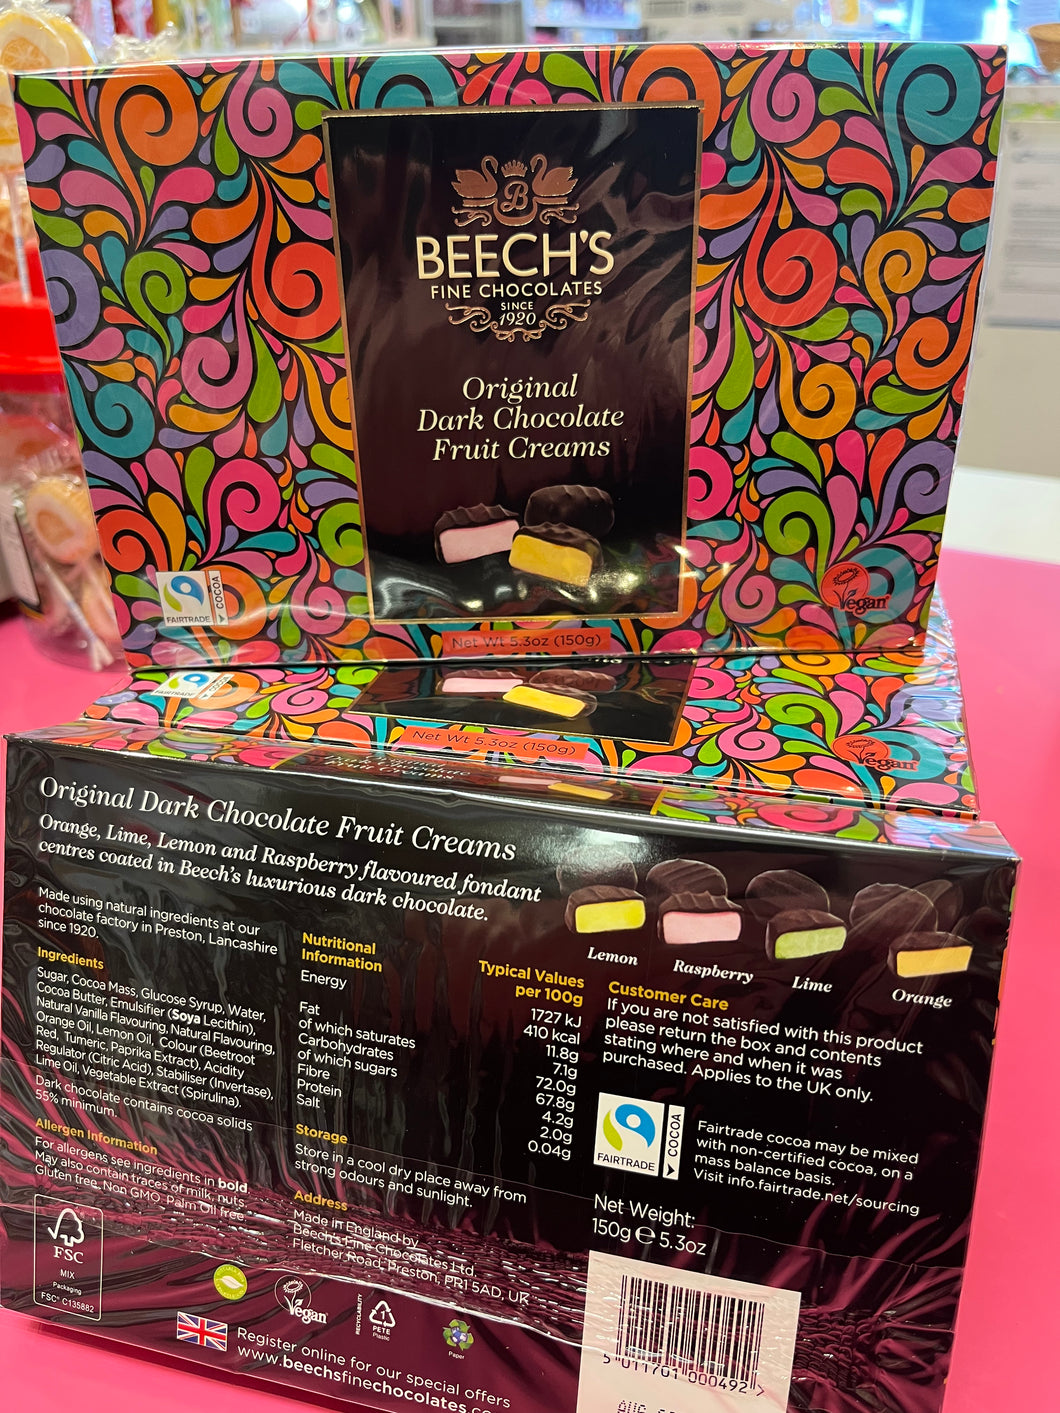 B
BEECH'S
FINE CHOCOLATES
SINCE
1920
Original
Dark Chocolate
Fruit Creams
FAIRTRADE
COCOA
Vegan
Net Wt 5.3oz (150g)
FAIRTRADE
COCOA
Net Wt 5.3oz (150g)
Vegan
Original Dark Chocolate Fruit Creams
Orange, Lime, Lemon and Raspberry flavoured fondant
centres coated in Beech's luxurious dark chocolate.
Made using natural ingredients at our
chocolate factory in Preston, Lancashire
since 1920.
Ingredients
Sugar, Cocoa Mass, Glucose Syrup, Water,
Cocoa Butter, Emulsifier (Soya Lecithin),
Natural Vanilla Flavouring, Natural Flavouring,
Orange Oil, Lemon Oil, Colour (Beetroot
Red, Turmeric, Paprika Extract), Acidity
Regulator (Citric Acid), Stabiliser (Invertase),
Lime Oil, Vegetable Extract (Spirulina).
Dark chocolate contains cocoa solids
55% minimum.
Allergen Information
For allergens see ingredients in bold.
May also contain traces of milk, nuts.
Gluten free. Non GMO. Palm Oil free.
FSC
MIX
Packaging
FSC® C135882
Nutritional
Information
Typical Values
per 100g
Energy
1727 kJ
410 kcal
Fat
11.8g
of which saturates
7.1g
Carbohydrates
72.0g
of which sugars
67.8g
Fibre
4.2g
Protein
2.0g
Salt
0.04g
Storage
Store in a cool dry place away from
strong odours and sunlight.
Address
Made in England by
Beech's Fine Chocolates Ltd,
Fletcher Road, Preston, PR1 5AD, UK
Lemon
Raspberry
Lime
Orange
Customer Care
If you are not satisfied with this product
please return the box and contents
stating where and when it was
purchased. Applies to the UK only.
FAIRTRADE
COCOA
Fairtrade cocoa may be mixed
with non-certified cocoa, on a
mass balance basis.
Visit info.fairtrade.net/sourcing
Net Weight:
150g ℮ 5.3oz
Vegan
RECYCLABILITY
1
PETE
Plastic
Paper
Register online for our special offers
www.beechsfinechocolates.co
5 011701 000492 >